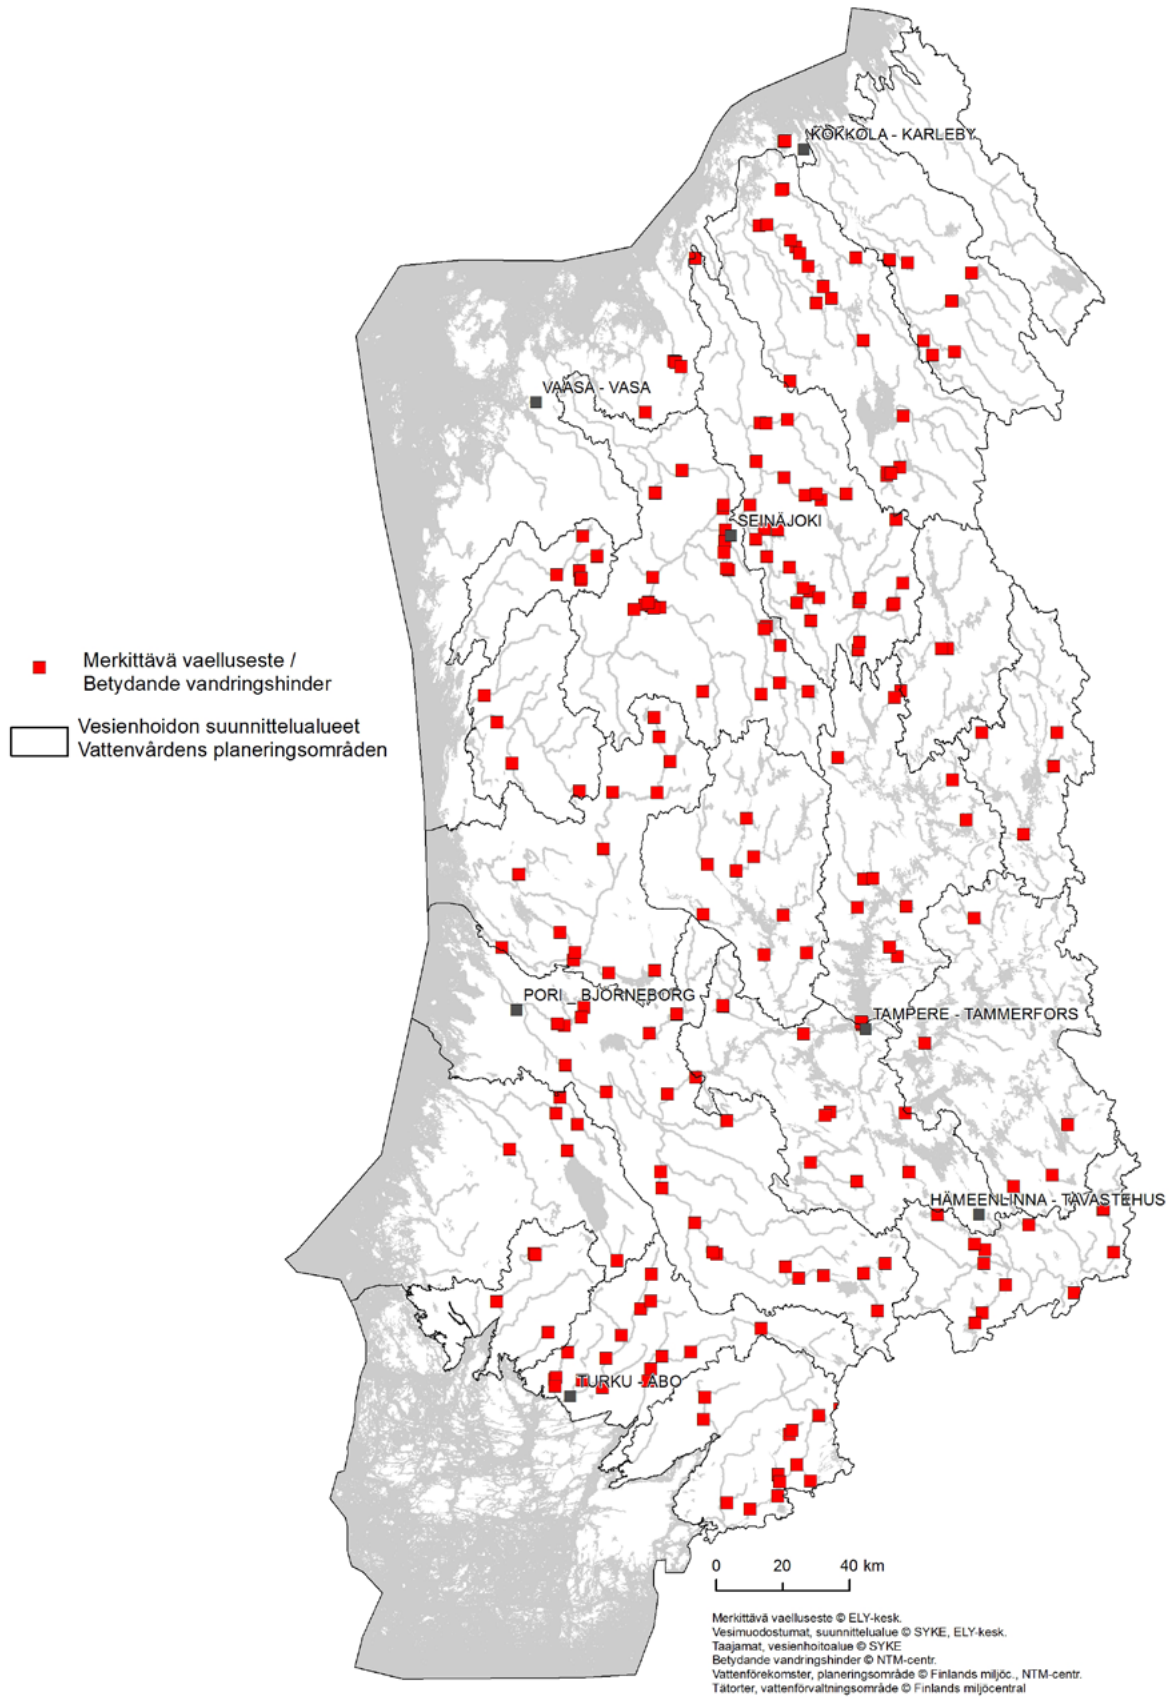 KOKKOLA - KARLEBY
VAASA - VASA
SEINÄJOKI
Merkittävä vaelluseste /
Betydande vandringshinder
Vesienhoidon suunnittelualueet
Vattenvårdens planeringsområden
PORI _ BJÖRNEBORG
TAMPERE - TAMMERFORS
HÄMEENLINNA - TAVASTEHUS
TURKU - ÅBO
0 20 40 km
Merkittävä vaelluseste © ELY-kesk.
Vesimuodostumat, suunnittelualue © SYKE, ELY-kesk.
Taajamat, vesienhoitoalue © SYKE
Betydande vandringshinder © NTM-centr.
Vattenförekomster, planeringsområde © Finlands miljöc., NTM-centr.
Tätorter, vattenförvaltningsområde © Finlands miljöcentral